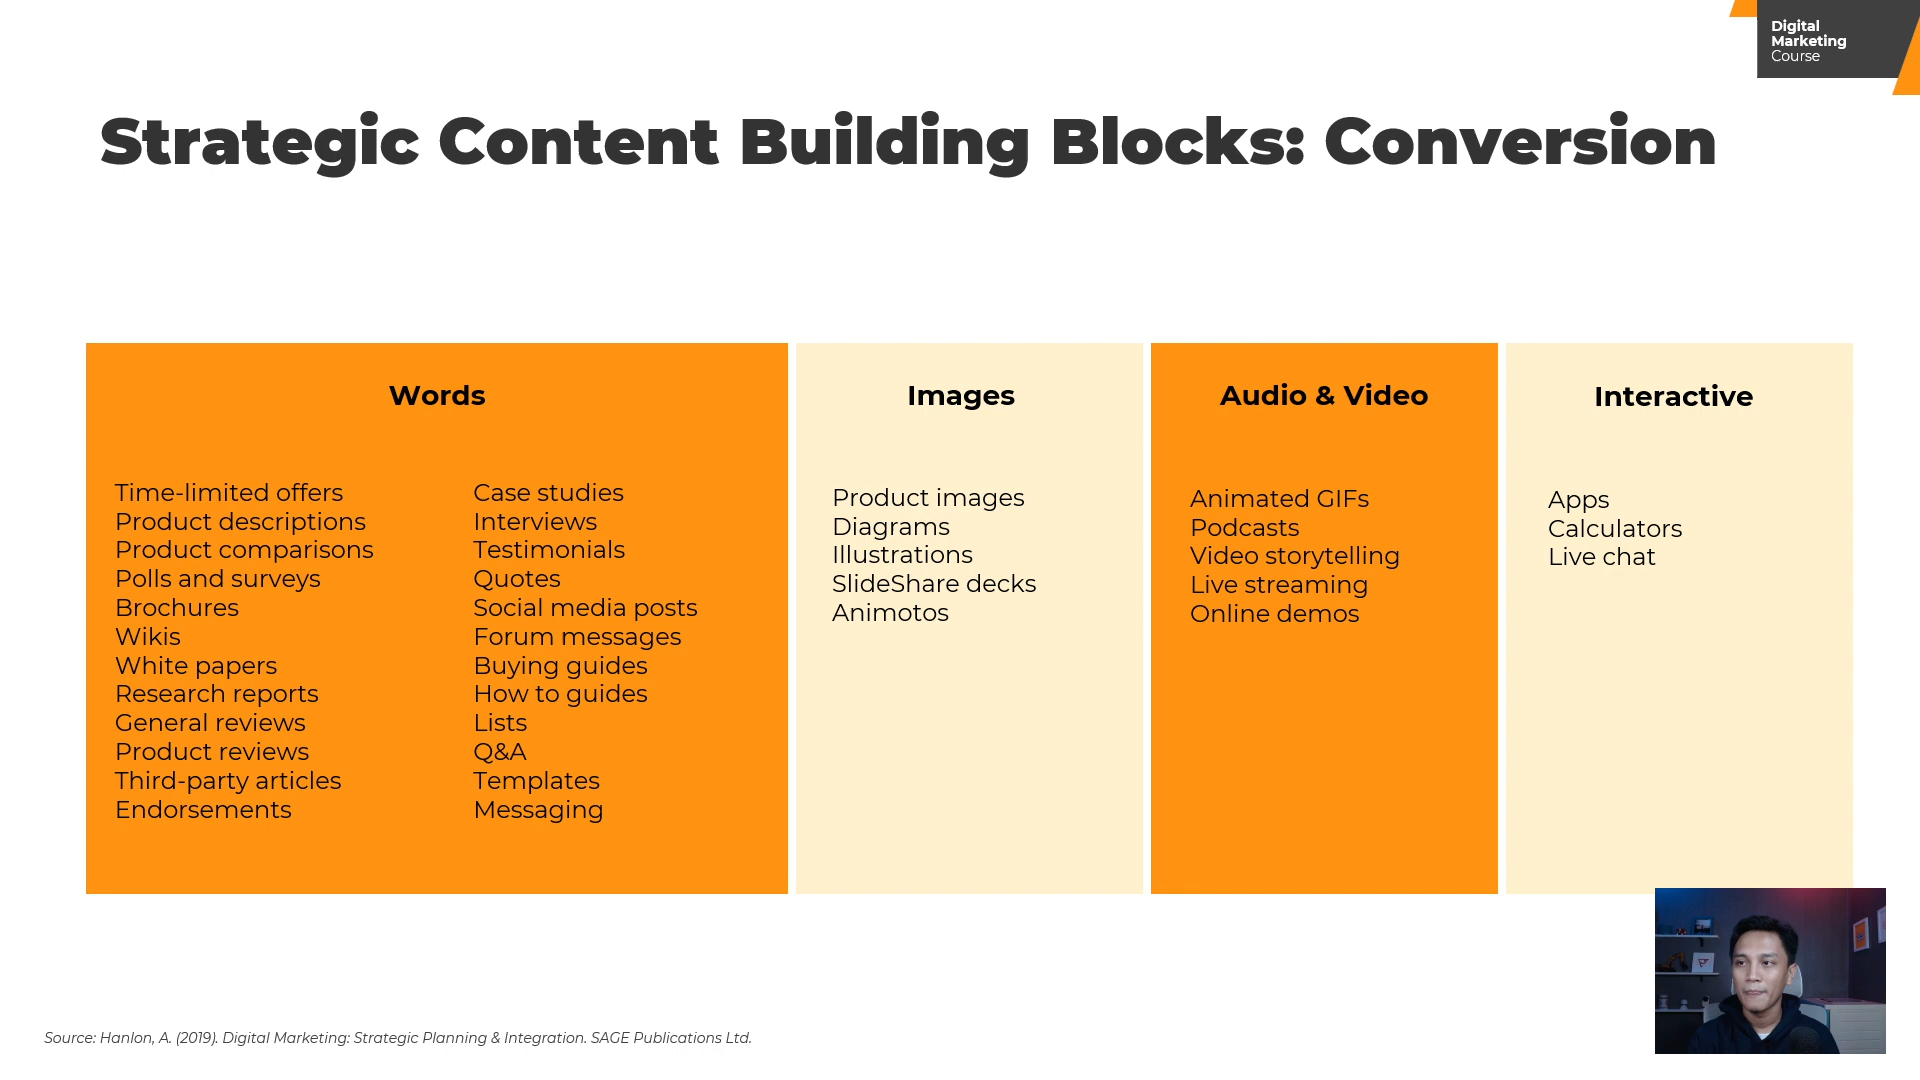 Digital
Marketing
Course
Strategic Content Building Blocks: Conversion
Words
Time-limited offers
Product descriptions
Product comparisons
Polls and surveys
Brochures
Wikis
White papers
Research reports
General reviews
Product reviews
Third-party articles
Endorsements
Case studies
Interviews
Testimonials
Quotes
Social media posts
Forum messages
Buying guides
How to guides
Lists
Q&A
Templates
Messaging
Images
Product images
Diagrams
Illustrations
SlideShare decks
Animotos
Audio & Video
Animated GIFs
Podcasts
Video storytelling
Live streaming
Online demos
Interactive
Apps
Calculators
Live chat
Source: Hanlon, A. (2019). Digital Marketing: Strategic Planning & Integration. SAGE Publications Ltd.